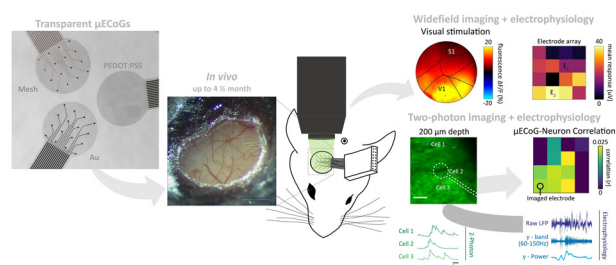 Transparent µECoGs
Mesh
PEDOT:PSS
Au
In vivo
up to 4 ½ month
Widefield imaging + electrophysiology
Visual stimulation
S1
V1
20
-20
fluorescence ΔF/F (%)
Electrode array
E₁
E₂
40
0
mean response (µV)
Two-photon imaging + electrophysiology
200 µm depth
Cell 1
Cell 2
Cell 3
µECoG-Neuron Correlation
0.025
0
correlation (r)
Imaged electrode
Cell 1
Cell 2
Cell 3
2-Photon
Raw LFP
γ - band
(60-150Hz)
γ - Power
Electrophysiology